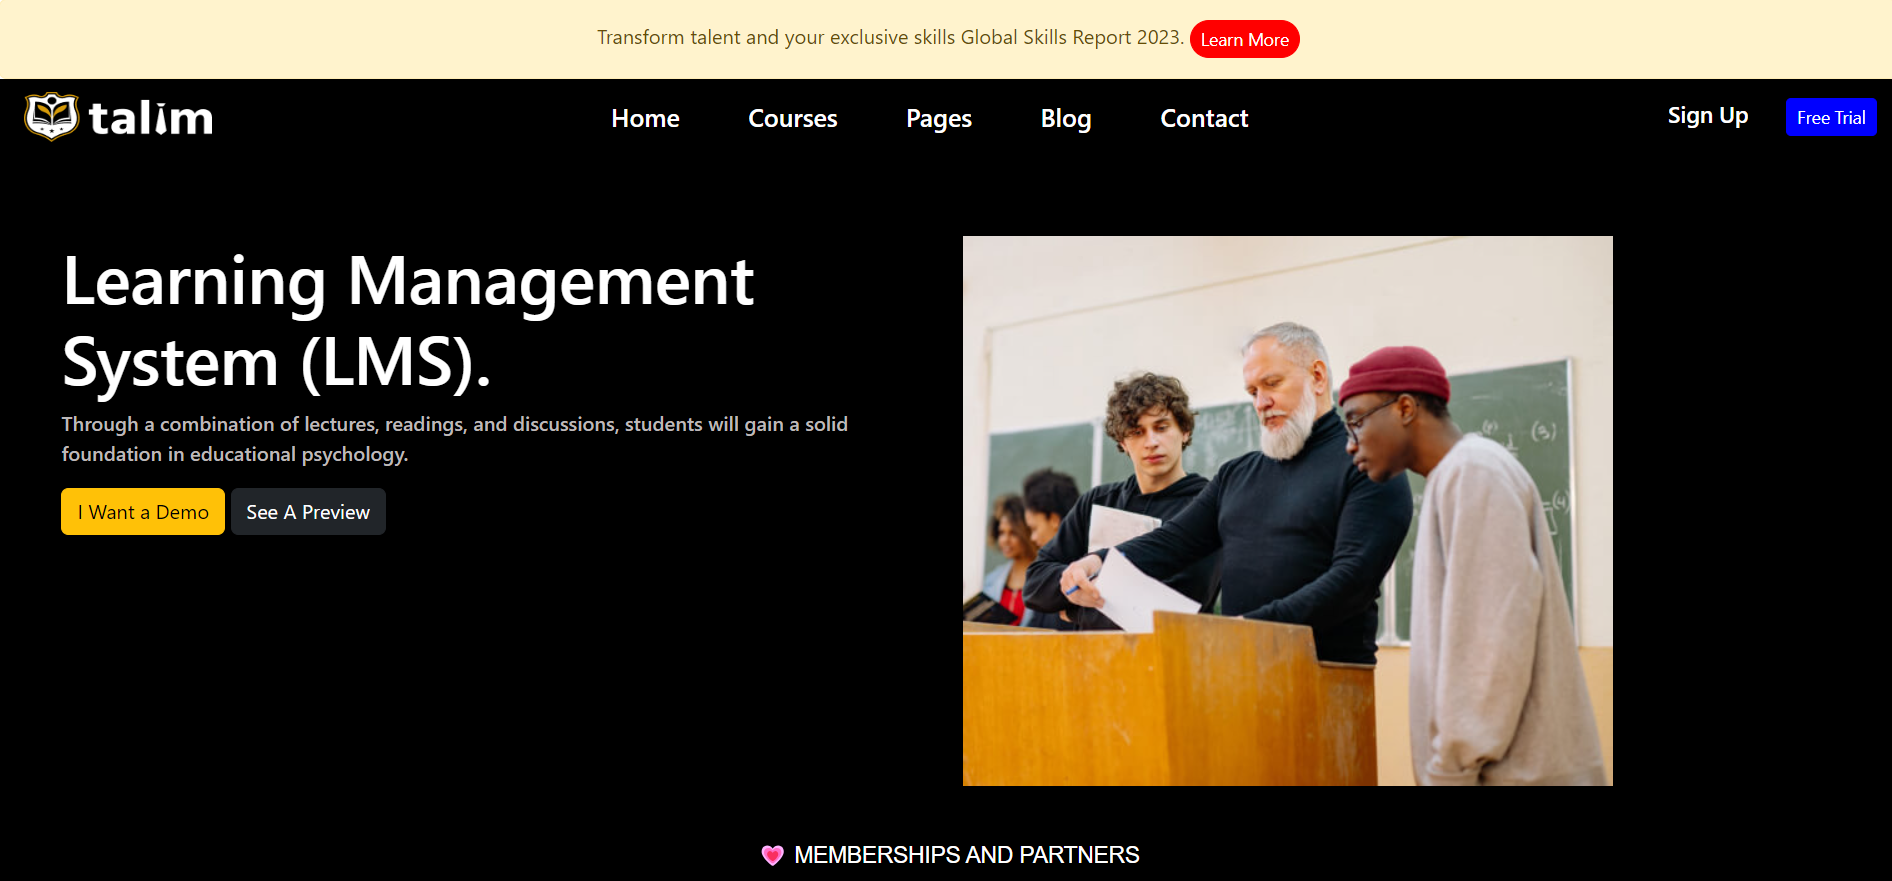 Transform talent and your exclusive skills Global Skills Report 2023. Learn More
talim
Home Courses Pages Blog Contact
Sign Up Free Trial
Learning Management
System (LMS).
Through a combination of lectures, readings, and discussions, students will gain a solid
foundation in educational psychology.
I Want a Demo See A Preview
(3)
💗 MEMBERSHIPS AND PARTNERS